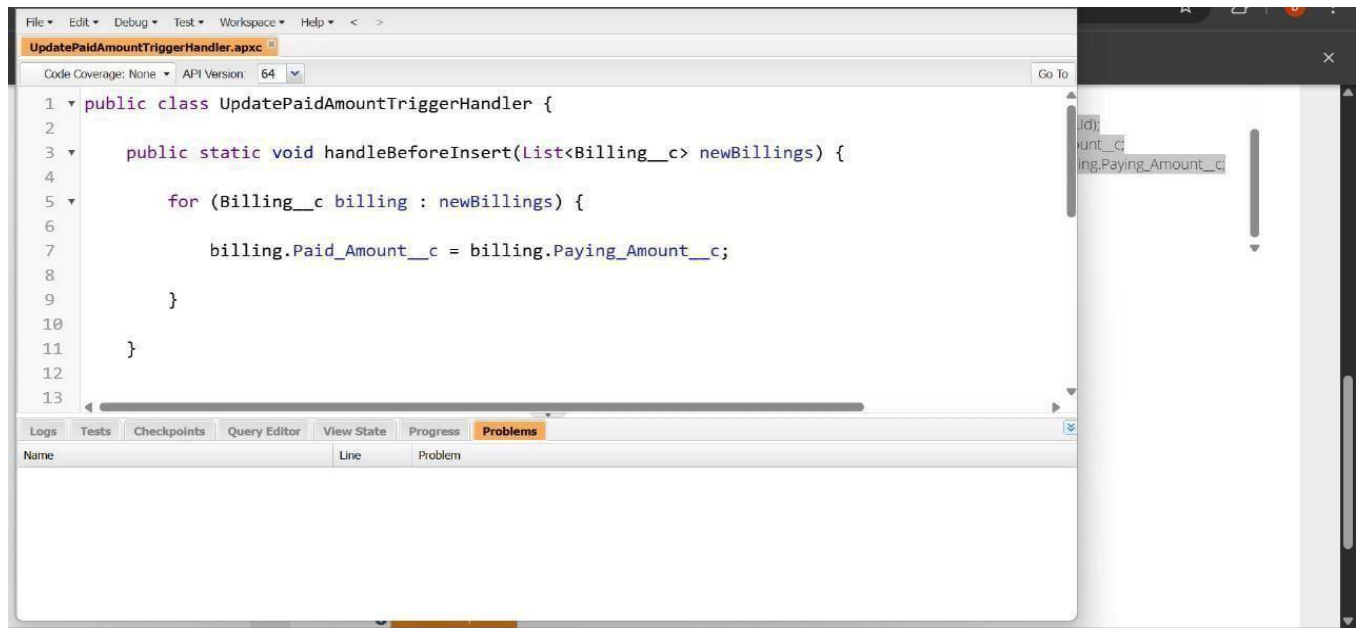 File Edit Debug Test Workspace Help < >
UpdatePaidAmountTriggerHandler.apxc
Code Coverage: None API Version: 64 Go To
1 public class UpdatePaidAmountTriggerHandler {
2
3 public static void handleBeforeInsert(List<Billing__c> newBillings) {
4
5 for (Billing__c billing : newBillings) {
6
7 billing.Paid_Amount__c = billing.Paying_Amount__c;
8
9 }
10
11 }
12
13
.Id);
ount__c;
ing.Paying_Amount__c;
Logs Tests Checkpoints Query Editor View State Progress Problems
Name Line Problem